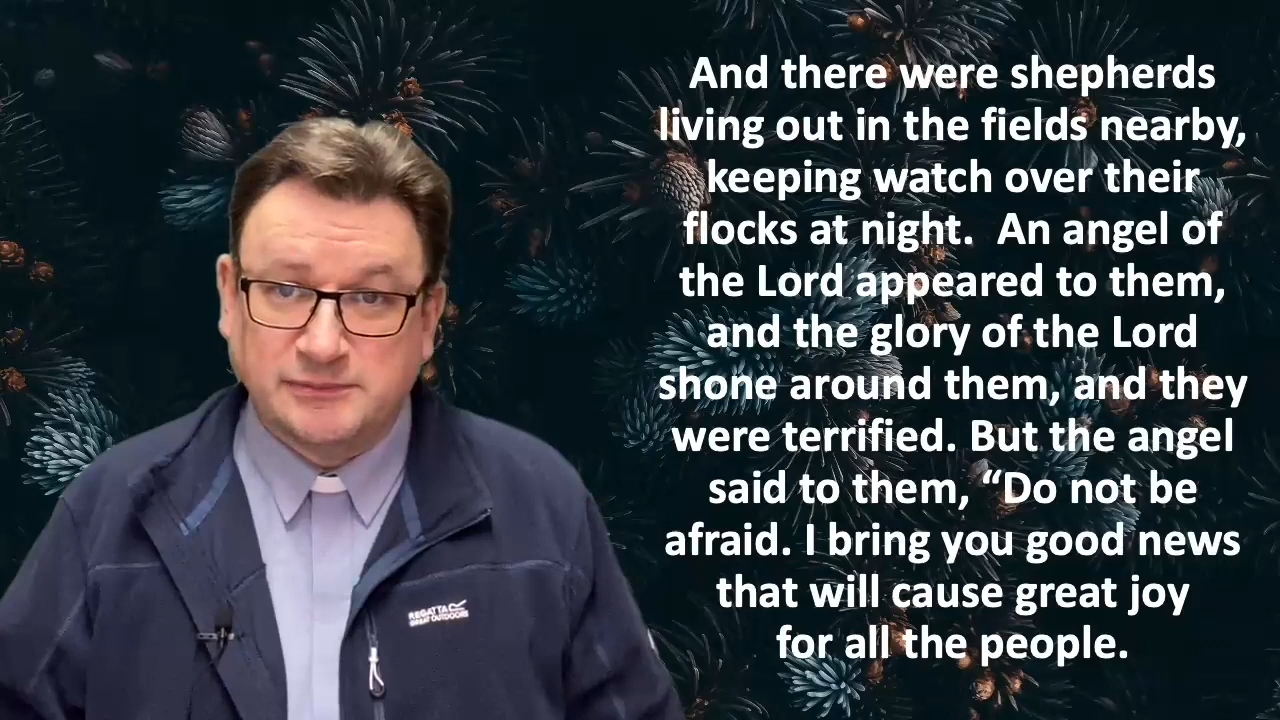 And there were shepherds
living out in the fields nearby,
keeping watch over their
flocks at night.  An angel of
the Lord appeared to them,
and the glory of the Lord
shone around them, and they
were terrified. But the angel
said to them, “Do not be
afraid. I bring you good news
that will cause great joy
for all the people.
REGATTA
GREAT OUTDOORS